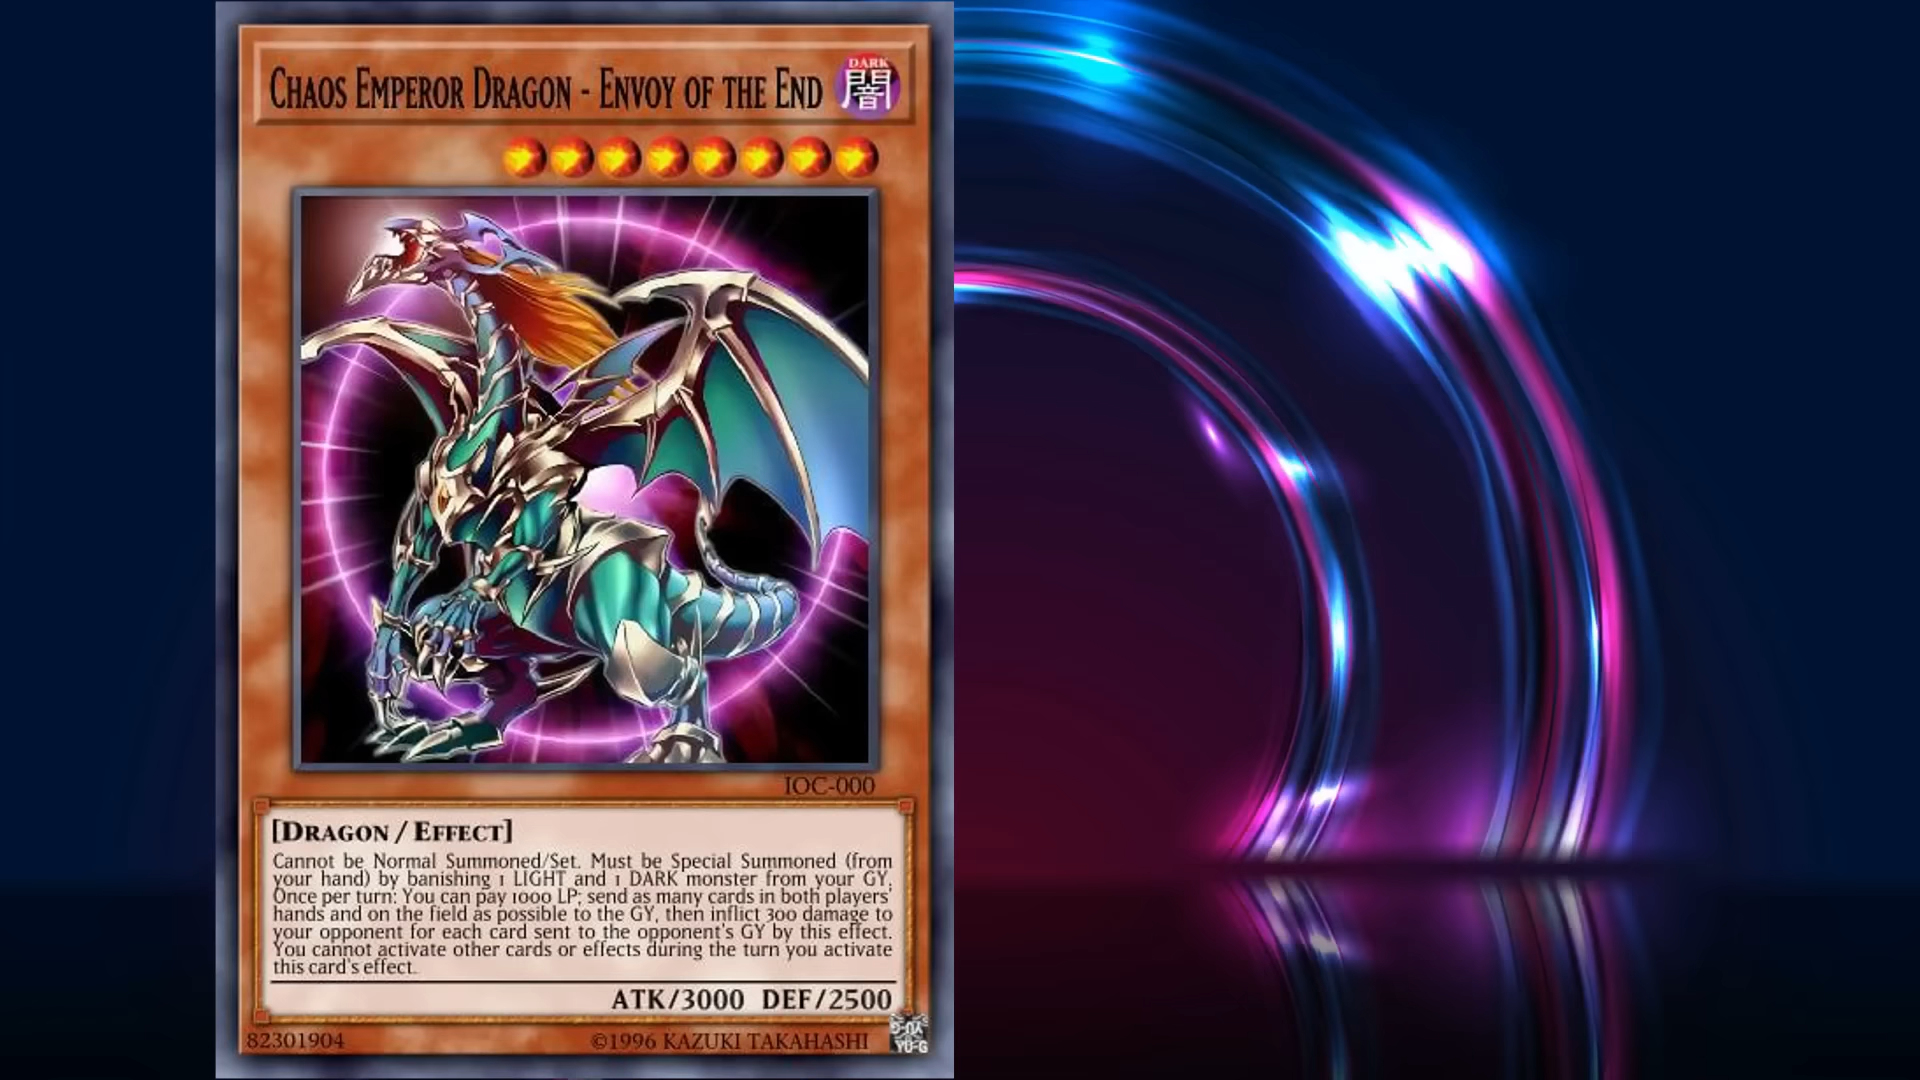 Chaos Emperor Dragon - Envoy of the End
DARK
闇
IOC-000
[Dragon / Effect]
Cannot be Normal Summoned/Set. Must be Special Summoned (from
your hand) by banishing 1 LIGHT and 1 DARK monster from your GY.
Once per turn: You can pay 1000 LP; send as many cards in both players'
hands and on the field as possible to the GY, then inflict 300 damage to
your opponent for each card sent to the opponent's GY by this effect.
You cannot activate other cards or effects during the turn you activate
this card's effect.
ATK/3000 DEF/2500
82301904
©1996 KAZUKI TAKAHASHI